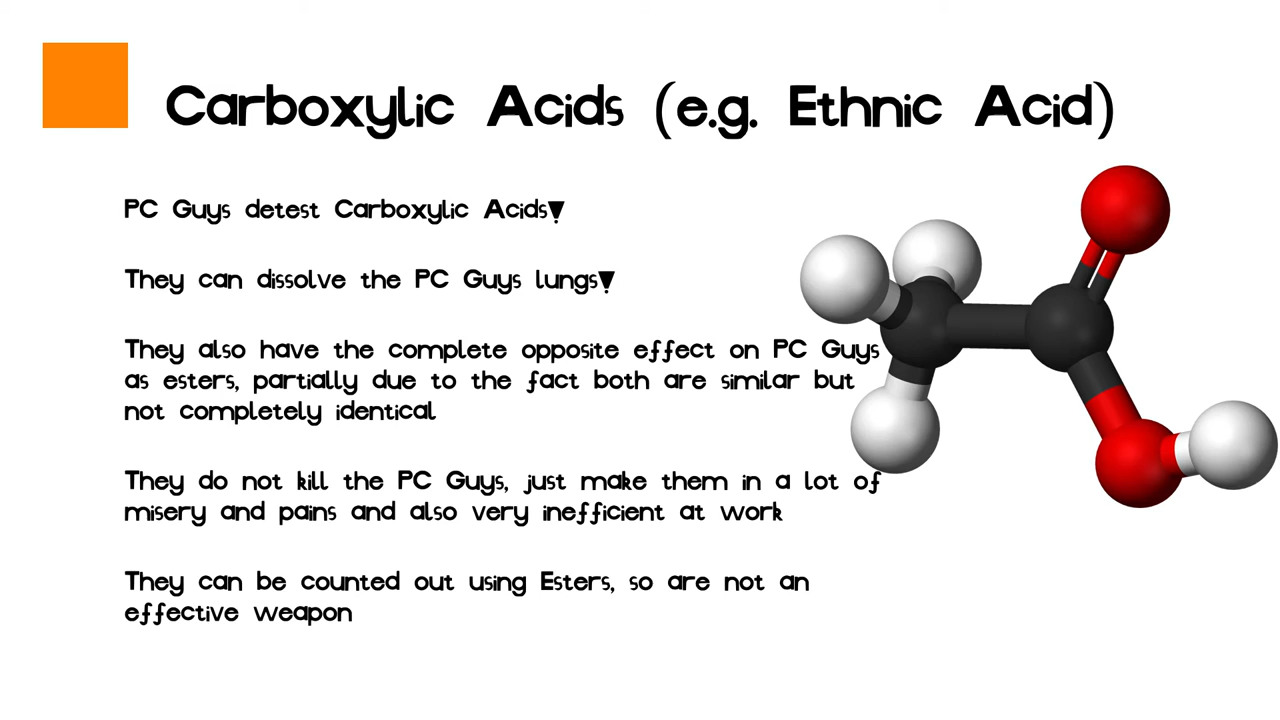 Carboxylic Acids (e.g. Ethnic Acid)
PC Guys detest Carboxylic Acids!
They can dissolve the PC Guys lungs!
They also have the complete opposite effect on PC Guys
as esters, partially due to the fact both are similar but
not completely identical
They do not kill the PC Guys, just make them in a lot of
misery and pains and also very inefficient at work
They can be counted out using Esters, so are not an
effective weapon